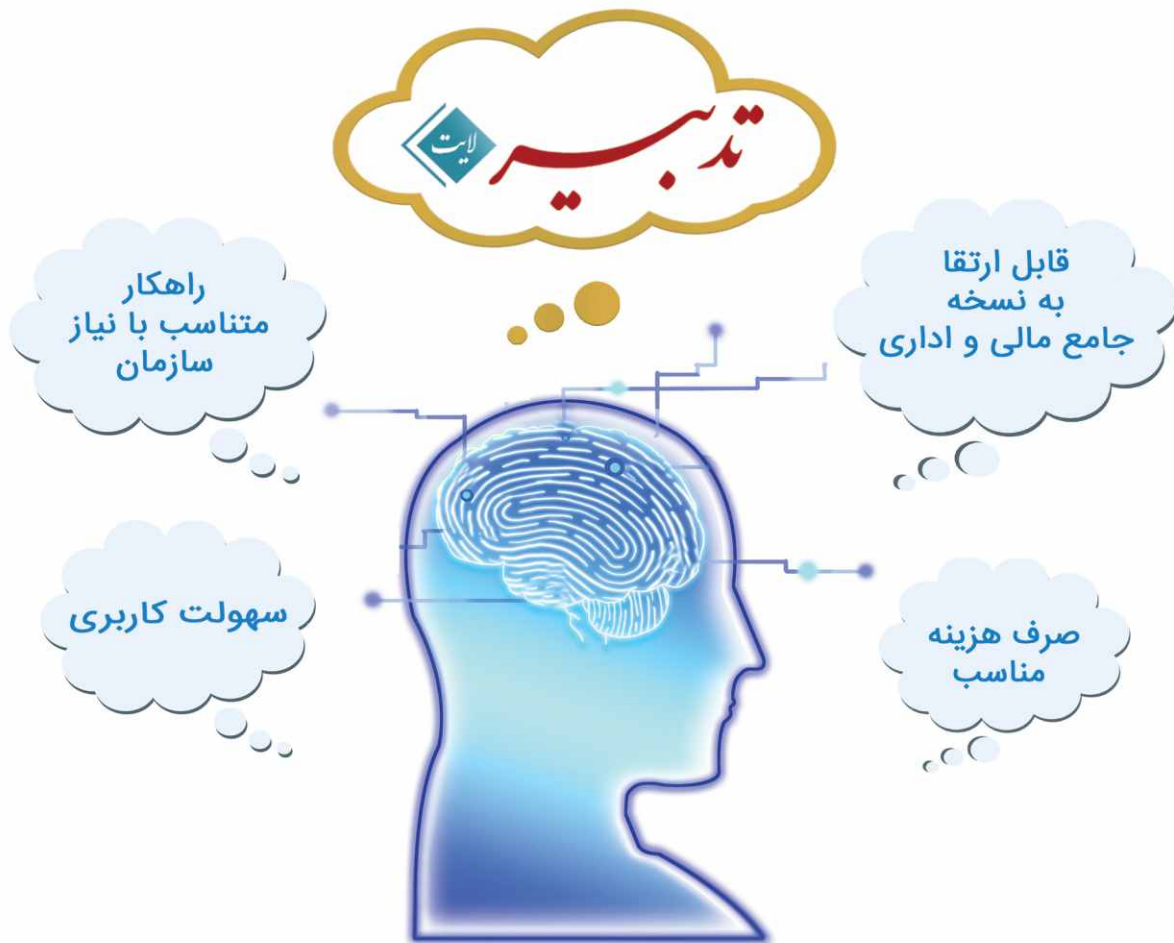 تدبیر لایت
قابل ارتقا
به نسخه
جامع مالی و اداری
راهکار
متناسب با نیاز
سازمان
صرف هزینه
مناسب
سهولت کاربری